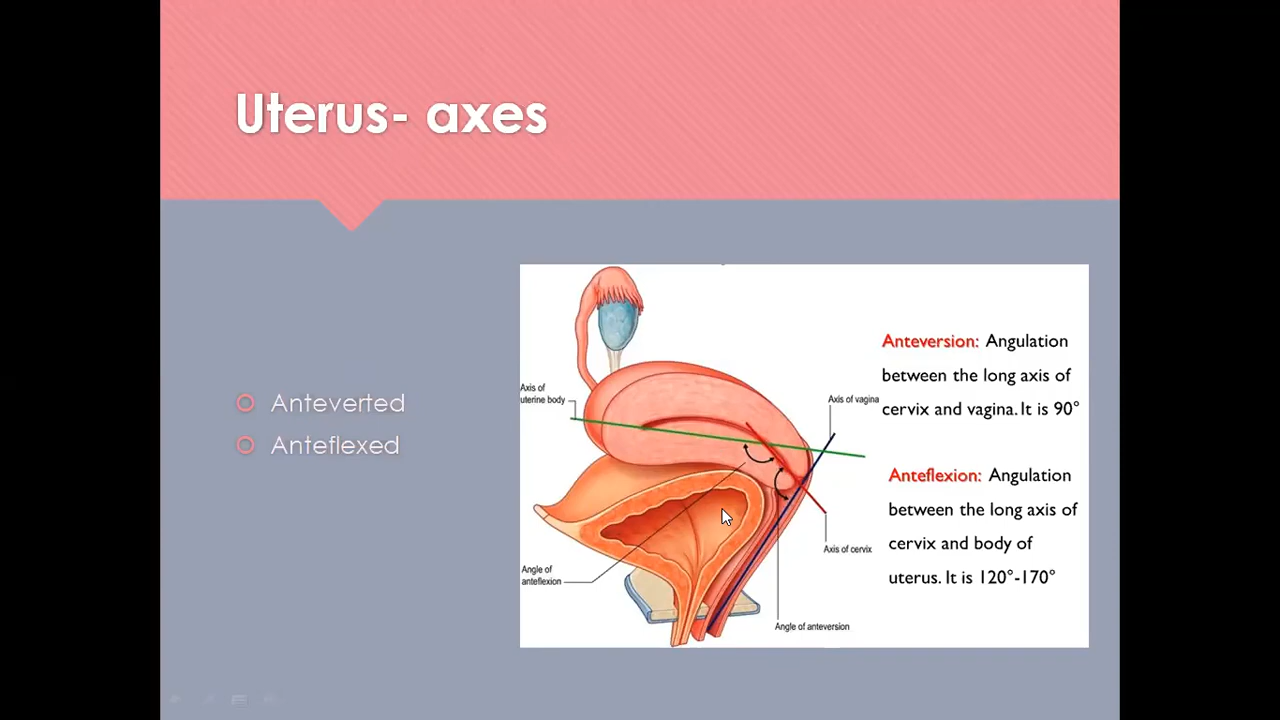 Uterus- axes
Anteverted
Anteflexed
Axis of
uterine body
Axis of vagina
Axis of cervix
Angle of
anteflexion
Angle of anteversion
Anteversion: Angulation
between the long axis of
cervix and vagina. It is 90°
Anteflexion: Angulation
between the long axis of
cervix and body of
uterus. It is 120°-170°